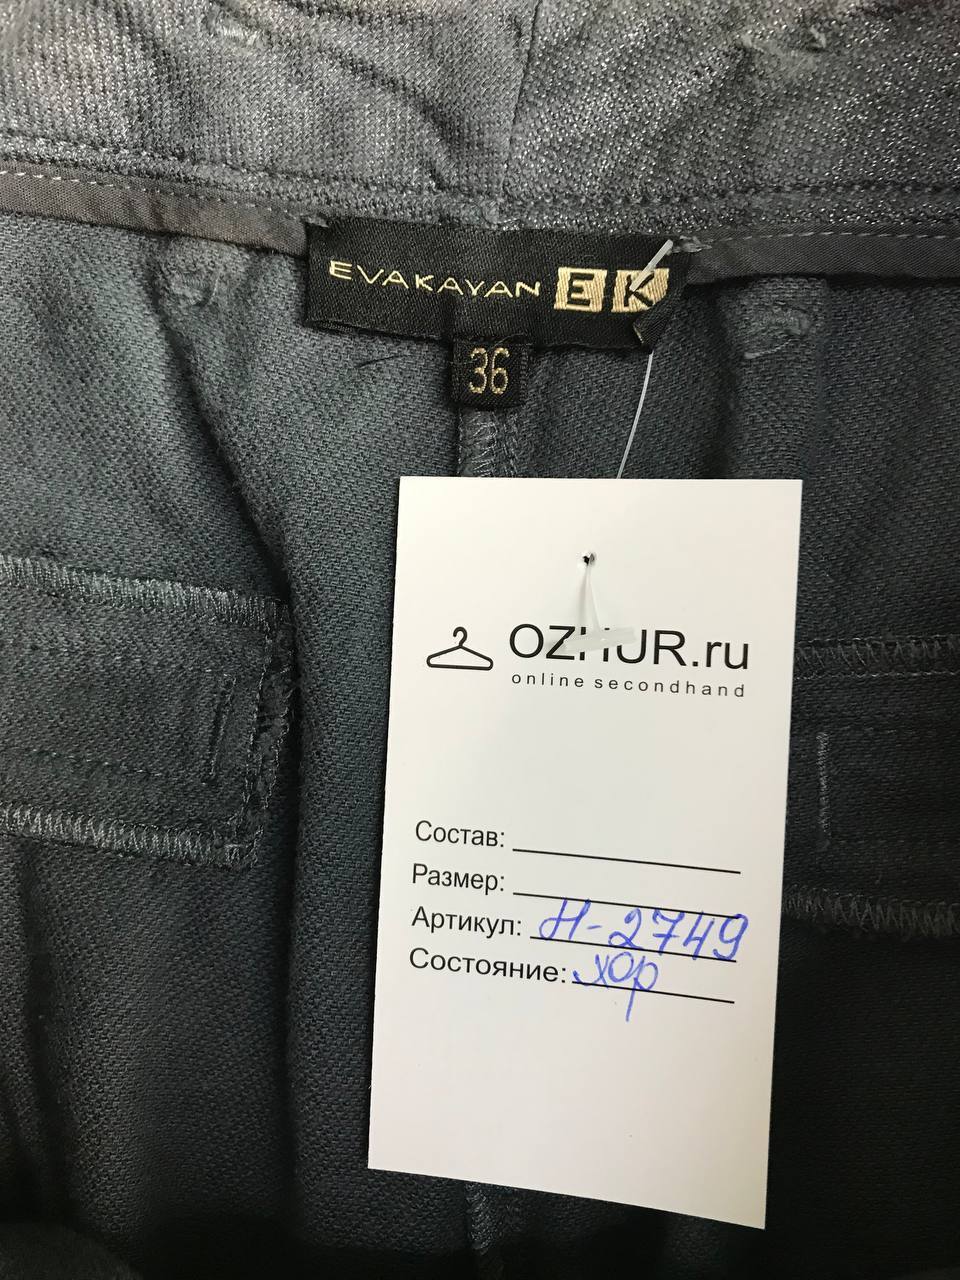 EVAKAYAN EK
36
OZHUR.ru
online secondhand
Состав:
Размер:
Артикул: Н-2749
Состояние: хор